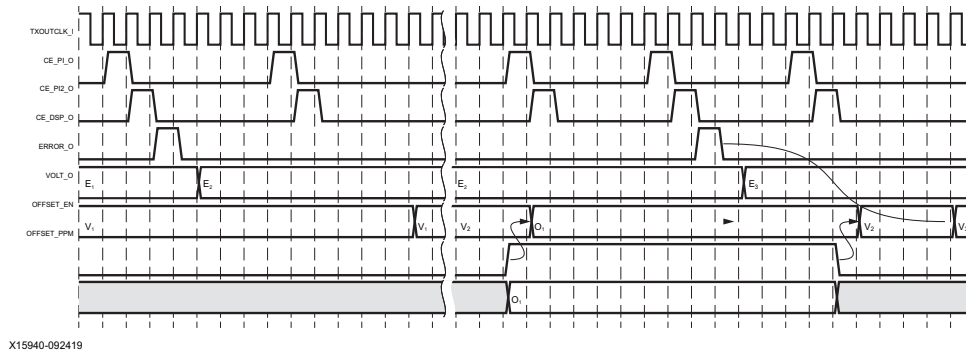 TXOUTCLK_I
CE_PI_O
CE_PI2_O
CE_DSP_O
ERROR_O
VOLT_O
E₁ E₂ E₂ E₃
OFFSET_EN
V₁ V₁ V₂ O₁ V₂
OFFSET_PPM
O₁
X15940-092419